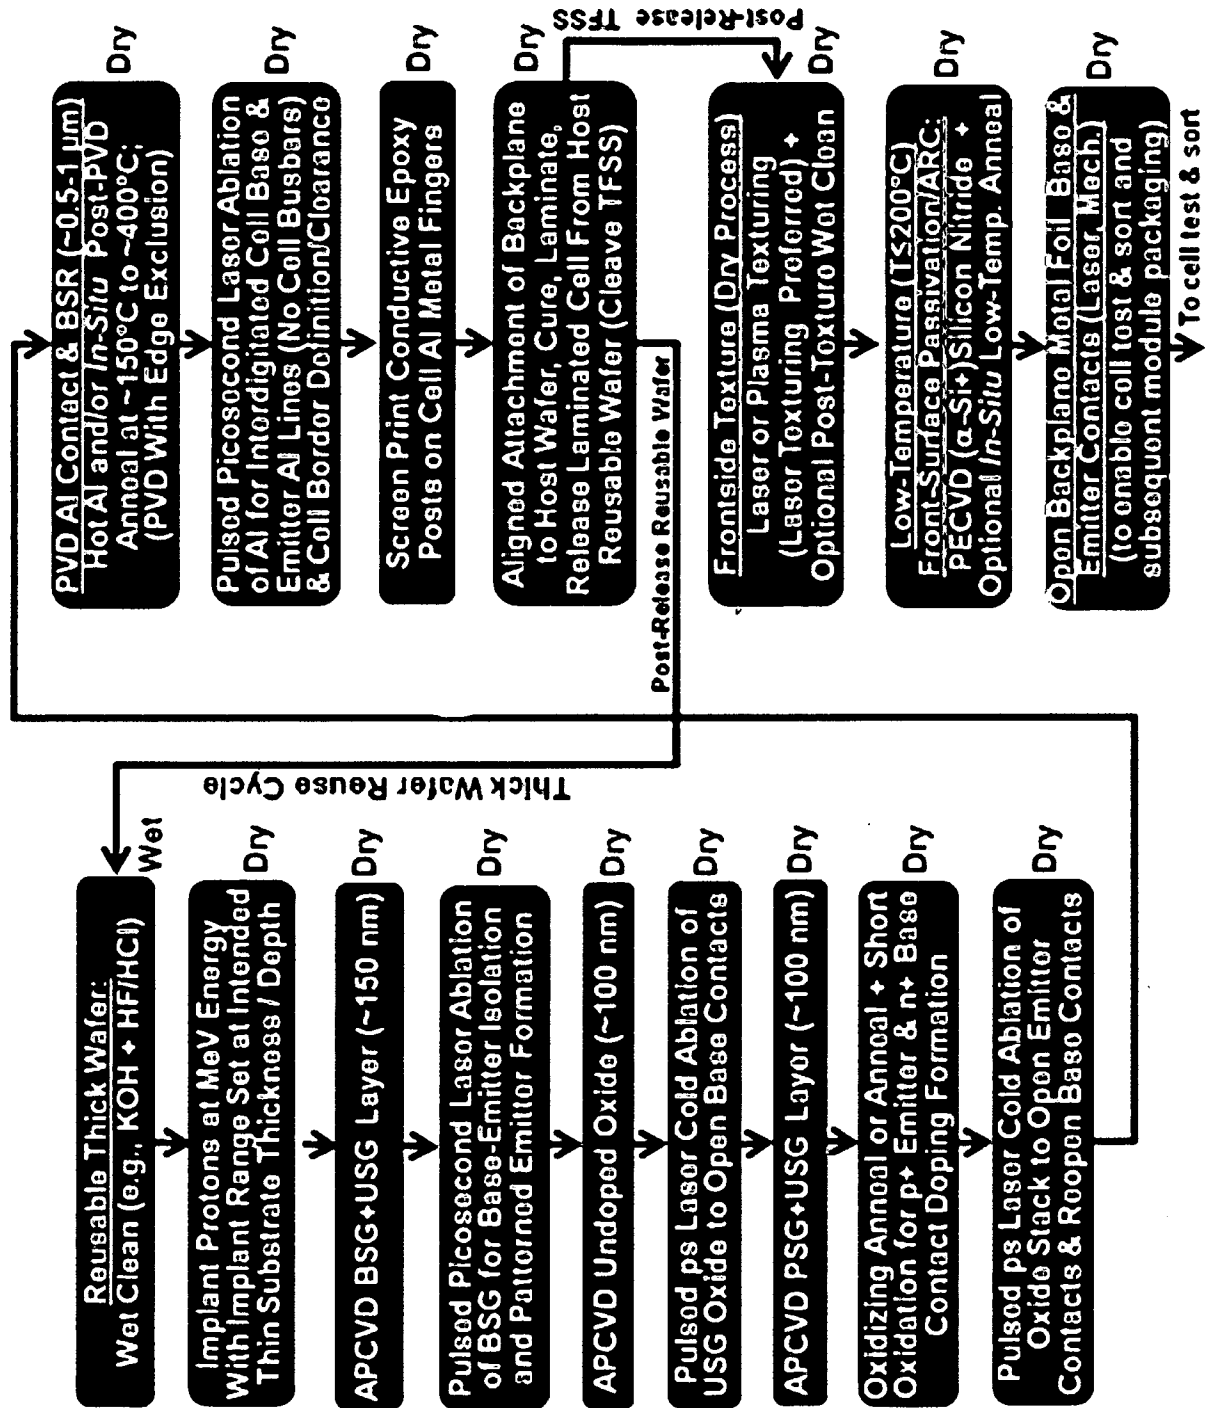 Reusable Thick Wafer:
Wet Clean (e.g., KOH + HF/HCl)
Wet
Implant Protons at MeV Energy
With Implant Range Set at Intended
Thin Substrate Thickness / Depth
Dry
APCVD BSG+USG Layer (~150 nm)
Dry
Pulsed Picosecond Laser Ablation
of BSG for Base-Emitter Isolation
and Patterned Emitter Formation
Dry
APCVD Undoped Oxide (~100 nm)
Dry
Pulsed ps Laser Cold Ablation of
USG Oxide to Open Base Contacts
Dry
APCVD PSG+USG Layer (~100 nm)
Dry
Oxidizing Anneal or Anneal + Short
Oxidation for p+ Emitter & n+ Base
Contact Doping Formation
Dry
Pulsed ps Laser Cold Ablation of
Oxide Stack to Open Emitter
Contacts & Reopen Base Contacts
Dry
Thick Wafer Reuse Cycle
Post-Release Reusable Wafer
PVD Al Contact & BSR (~0.5-1 µm)
Hot Al and/or In-Situ Post-PVD
Anneal at ~150°C to ~400°C;
(PVD With Edge Exclusion)
Dry
Pulsed Picosecond Laser Ablation
of Al for Interdigitated Cell Base &
Emitter Al Lines (No Cell Busbars)
& Cell Border Definition/Clearance
Dry
Screen Print Conductive Epoxy
Posts on Cell Al Metal Fingers
Dry
Aligned Attachment of Backplane
to Host Wafer, Cure, Laminate,
Release Laminated Cell From Host
Reusable Wafer (Cleave TFSS)
Dry
Post-Release TFSS
Frontside Texture (Dry Process)
Laser or Plasma Texturing
(Laser Texturing Preferred) +
Optional Post-Texture Wet Clean
Dry
Low-Temperature (T≤200°C)
Front-Surface Passivation/ARC:
PECVD (α-Si+)Silicon Nitride +
Optional In-Situ Low-Temp. Anneal
Dry
Open Backplane Metal Foil Base &
Emitter Contacts (Laser, Mech.)
(to enable cell test & sort and
subsequent module packaging)
Dry
To cell test & sort